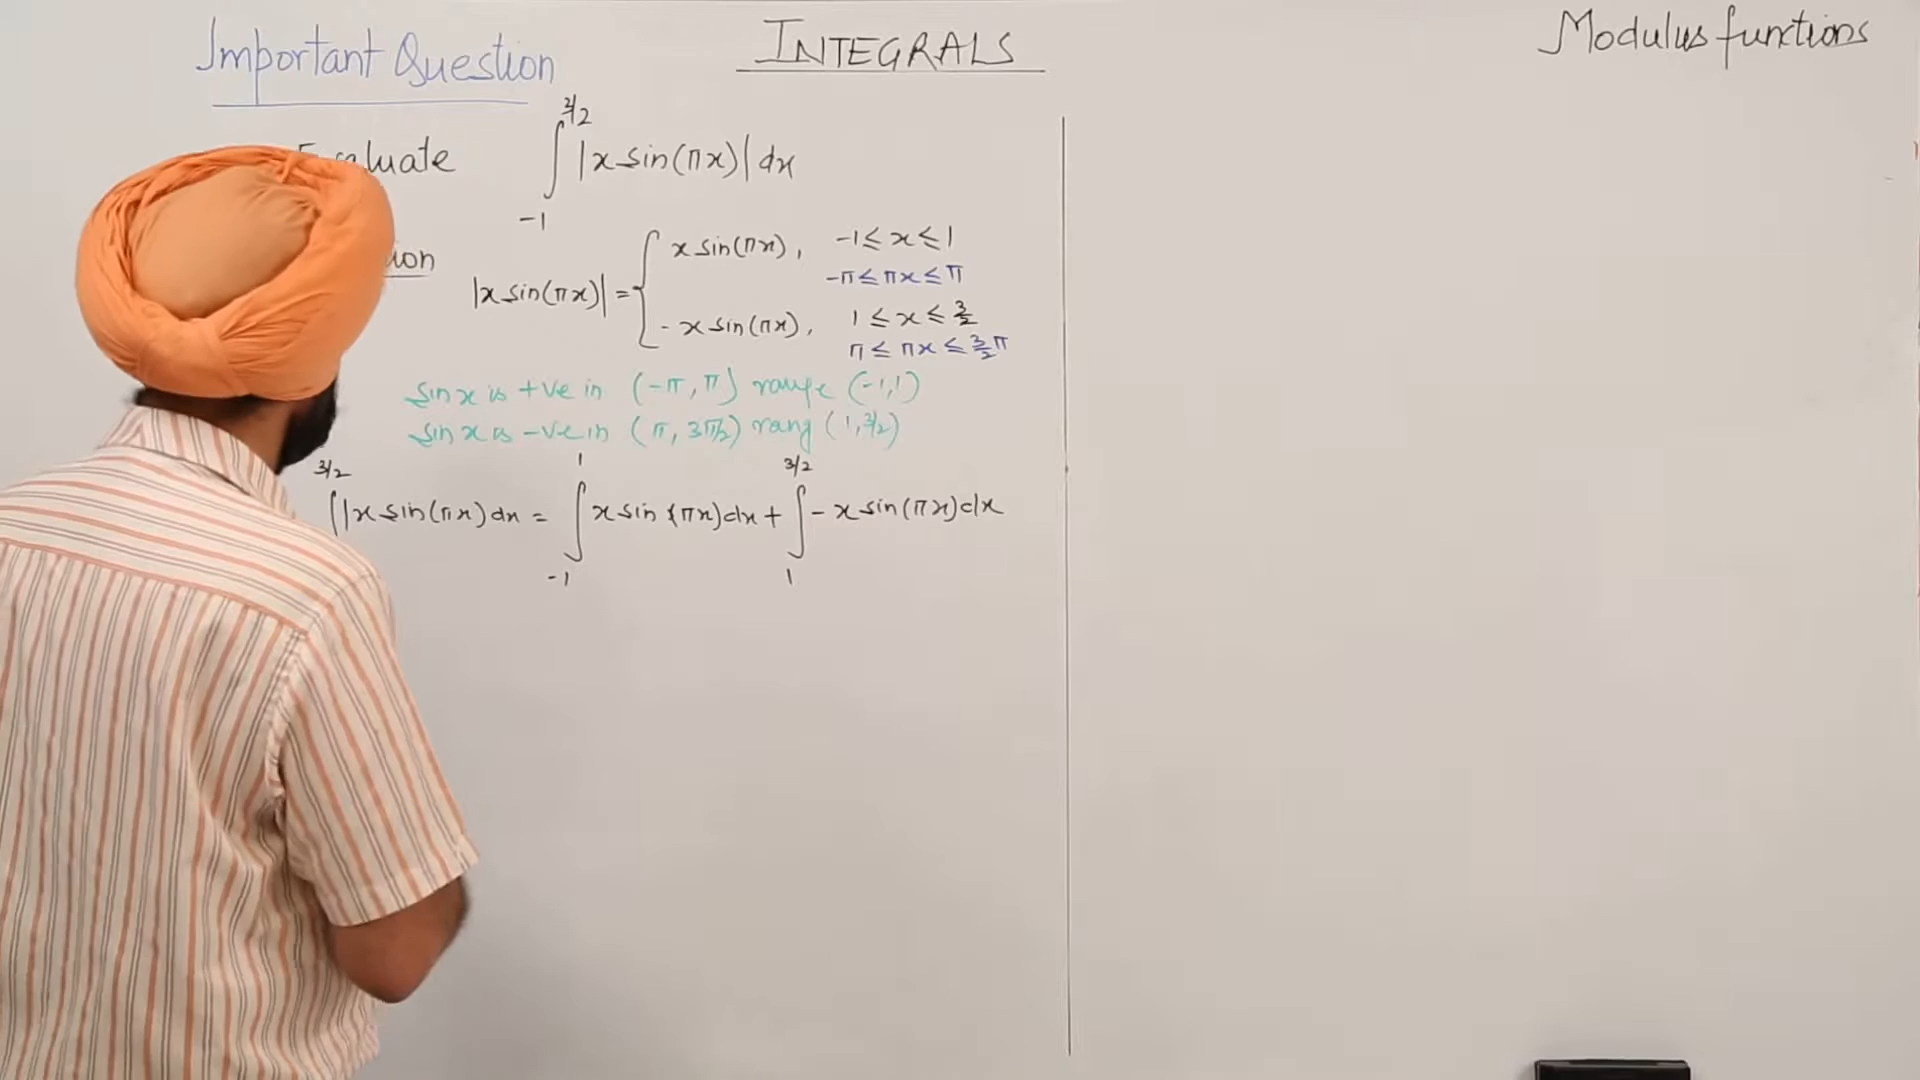 Important Question
INTEGRALS
Modulus functions
Evaluate ∫_{-1}^{3/2} |x sin(πx)| dx
|x sin(πx)| = { x sin(πx), -1 ≤ x ≤ 1
-π ≤ πx ≤ π
- x sin(πx), 1 ≤ x ≤ 3/2
π ≤ πx ≤ 3/2 π
sin x is +ve in (-π, π) range (-1, 1)
sin x is -ve in (π, 3π/2) rang (1, 3/2)
∫^{3/2} |x sin(πx) dx = ∫_{-1}^{1} x sin (πx) dx + ∫_{1}^{3/2} - x sin(πx) dx